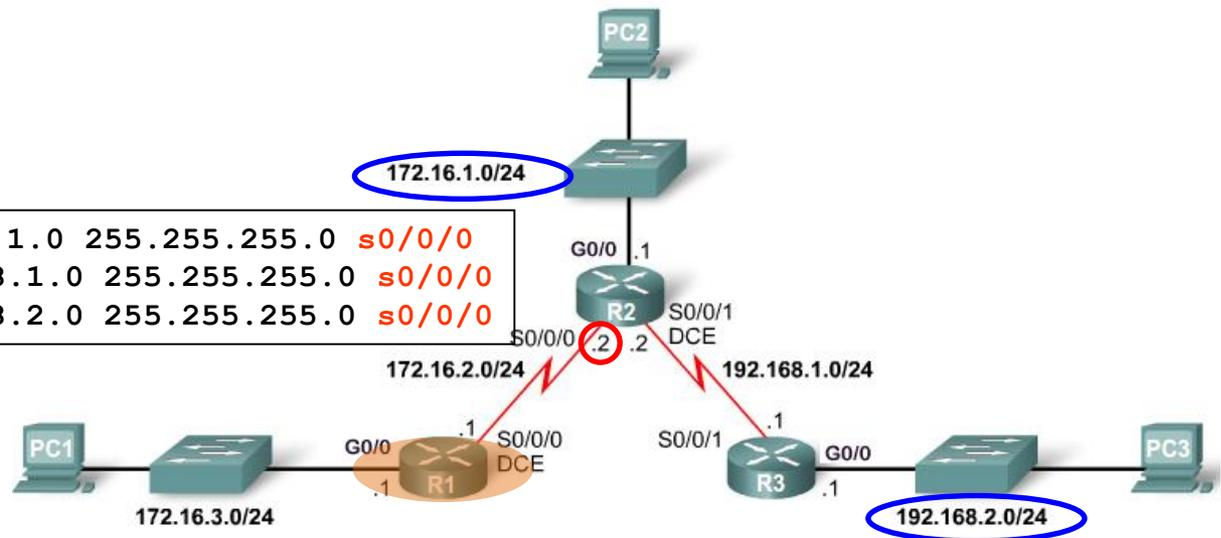 PC2
172.16.1.0/24
1.0 255.255.255.0 s0/0/0
.1.0 255.255.255.0 s0/0/0
.2.0 255.255.255.0 s0/0/0
G0/0 .1
R2
S0/0/1
DCE
S0/0/0 .2 .2
172.16.2.0/24
192.168.1.0/24
PC1
G0/0
.1
.1
S0/0/0
DCE
R1
172.16.3.0/24
S0/0/1
.1
G0/0
R3
.1
PC3
192.168.2.0/24